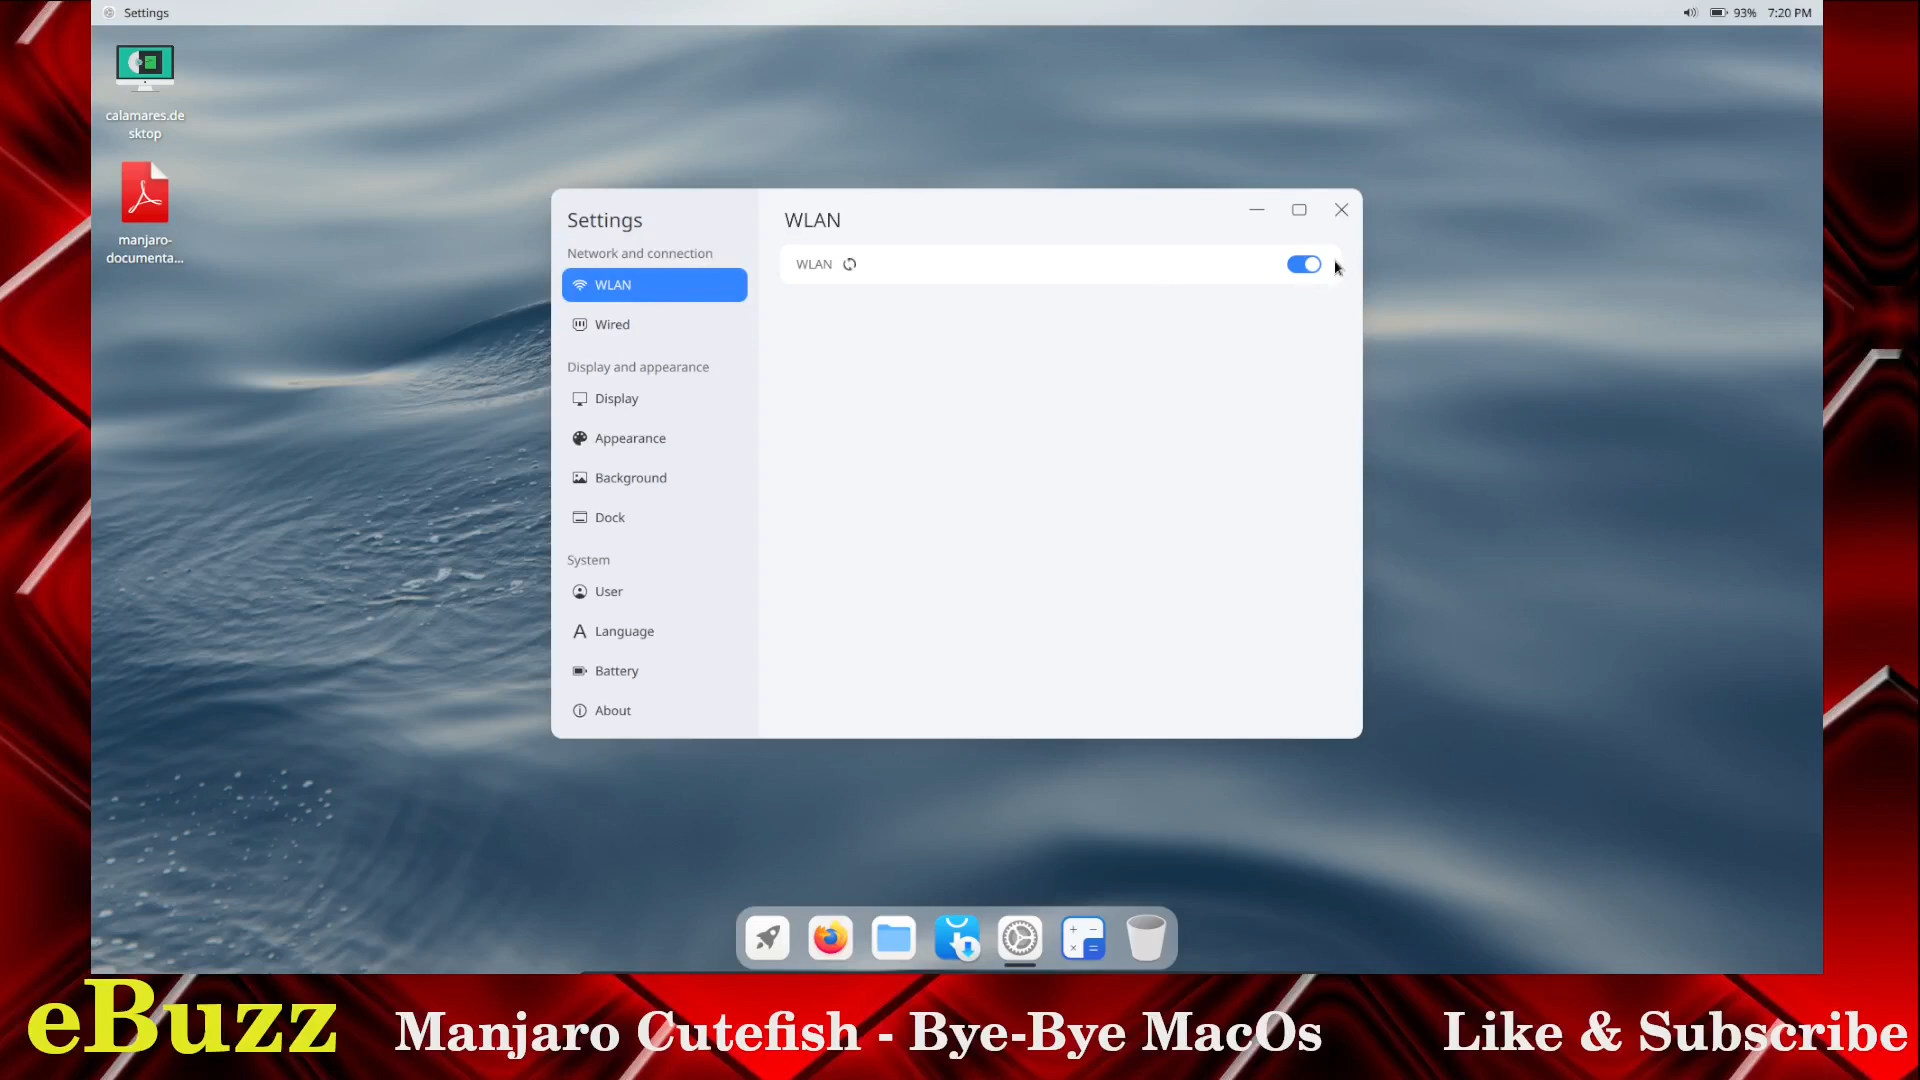 Settings
93% 7:20 PM
calamares.de
sktop
manjaro-
documenta...
Settings
Network and connection
WLAN
Wired
Display and appearance
Display
Appearance
Background
Dock
System
User
Language
Battery
About
WLAN
WLAN
eBuzz
Manjaro Cutefish - Bye-Bye MacOs
Like & Subscribe